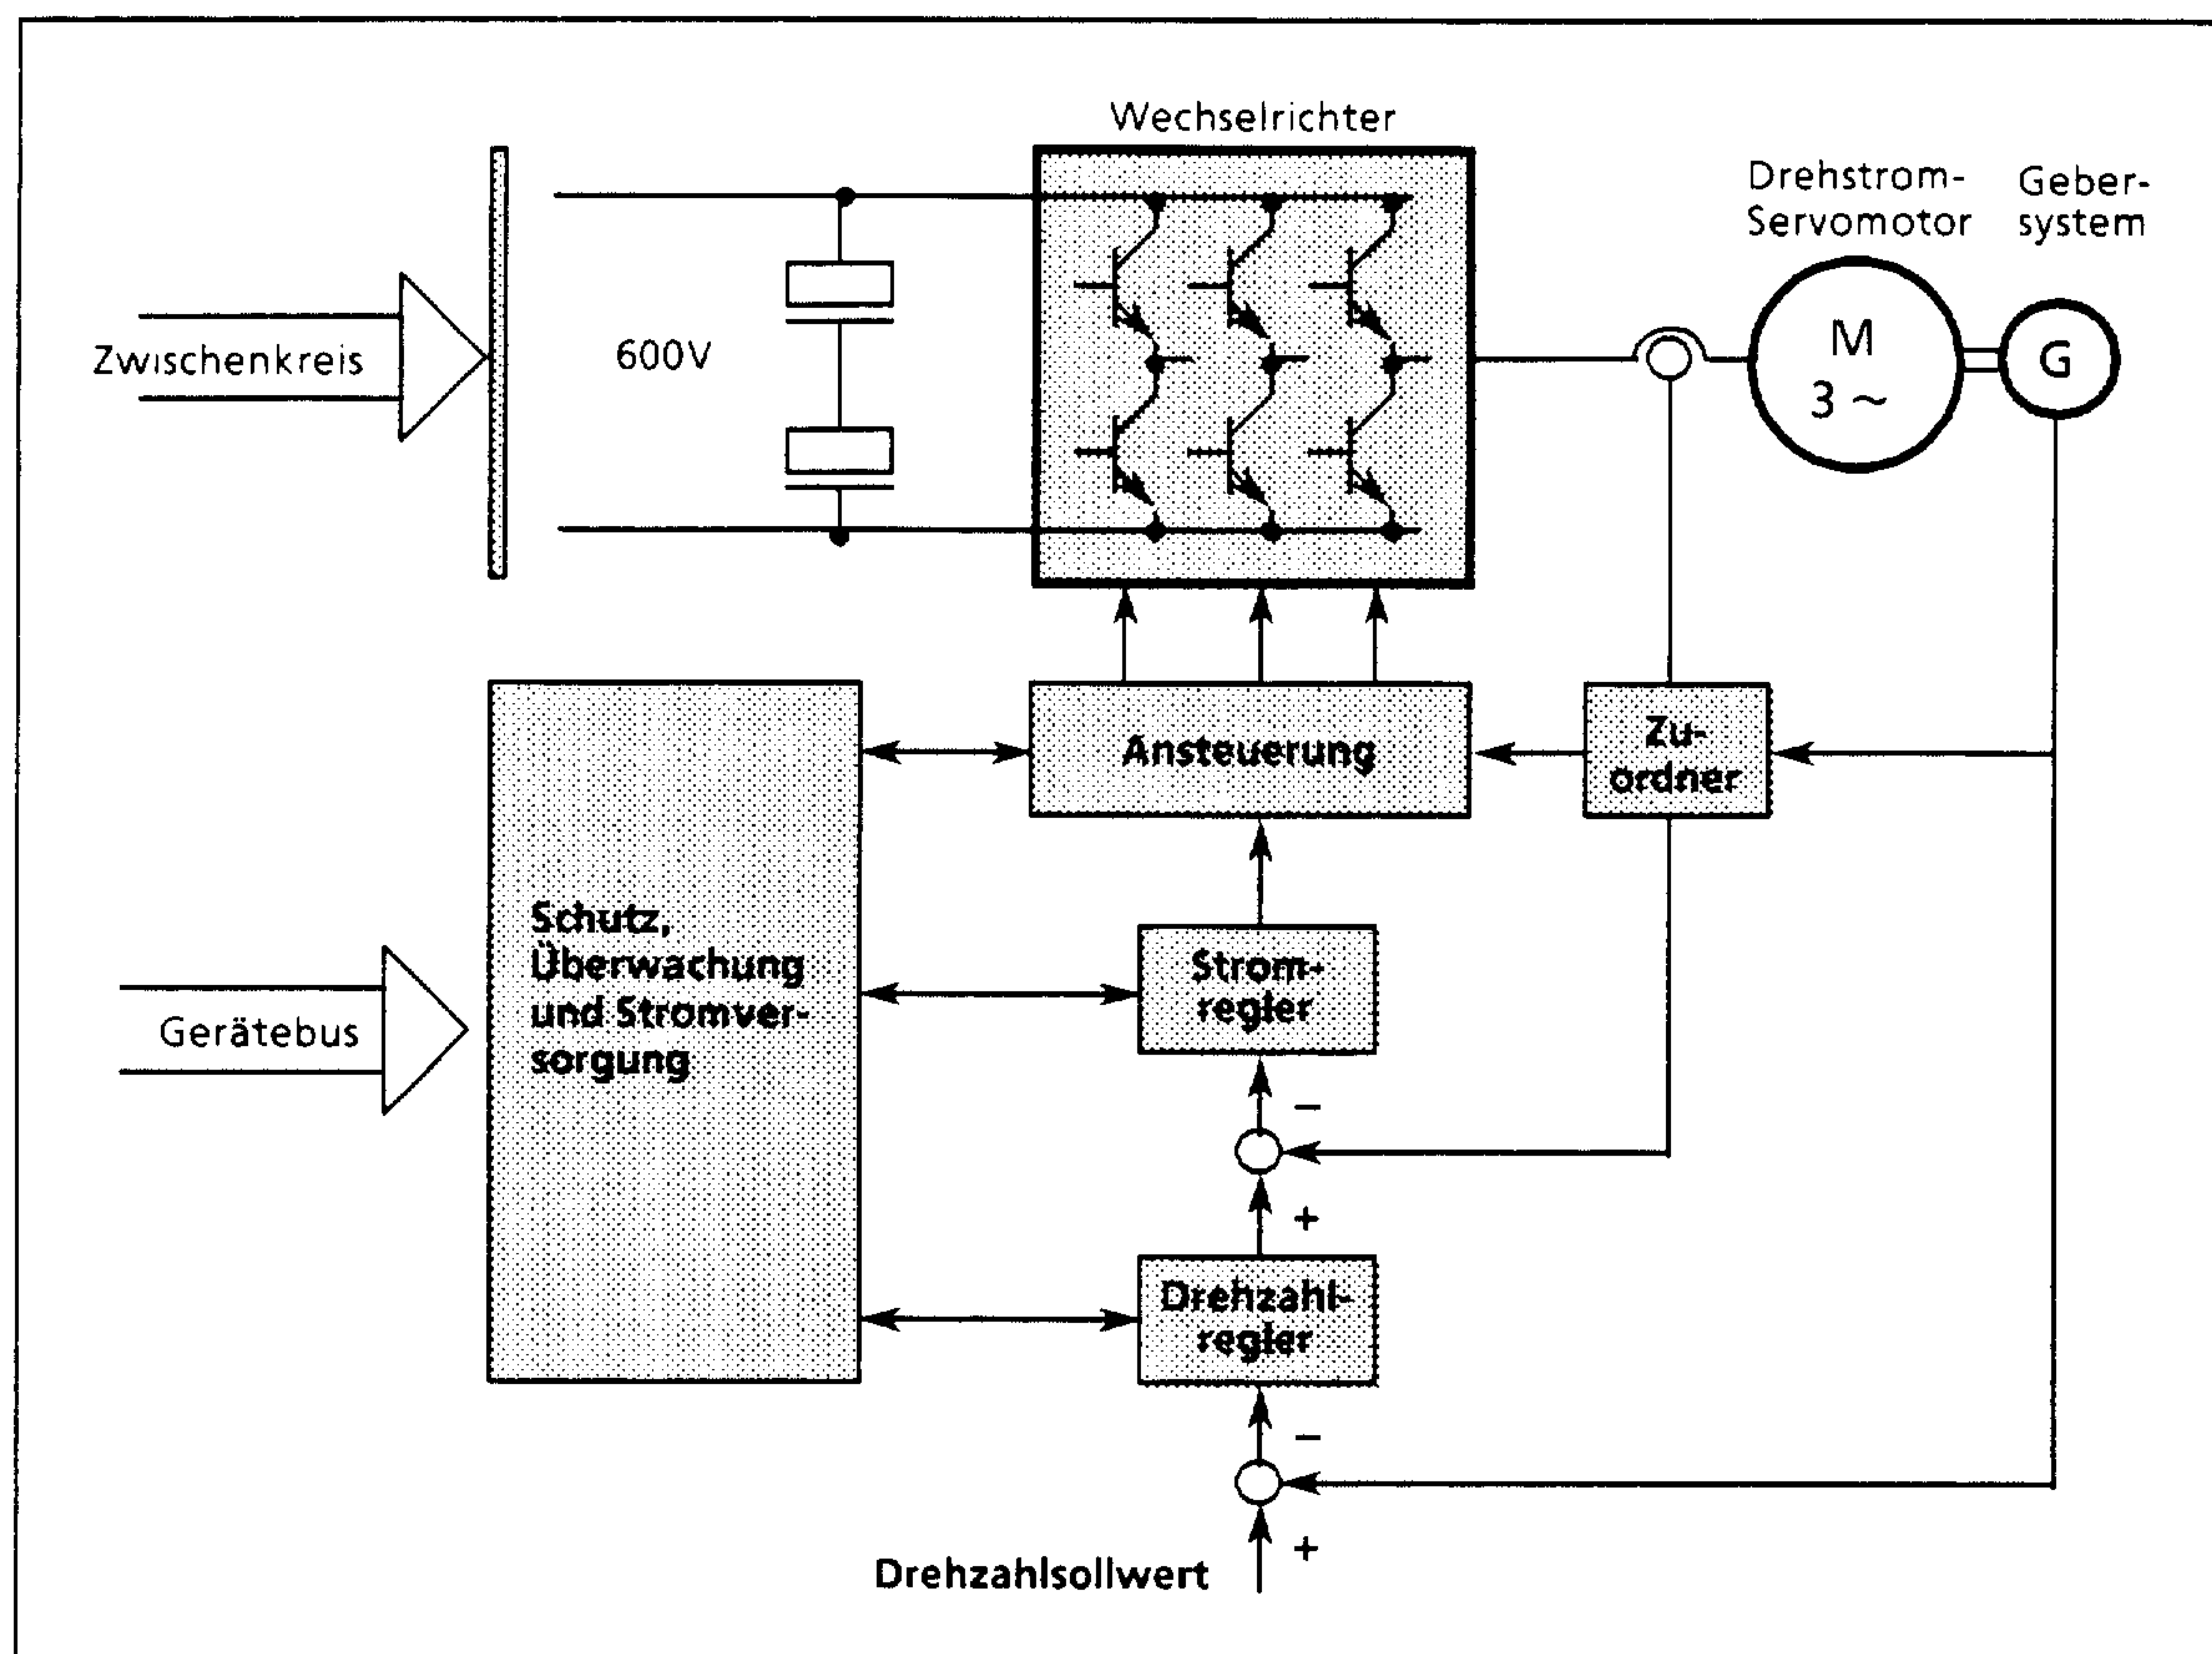 Wechselrichter
Drehstrom-
Servomotor
Geber-
system
Zwischenkreis
600V
M
3 ~
G
Ansteuerung
Zu-
ordner
Schutz,
Überwachung
und Stromver-
sorgung
Gerätebus
Strom-
regler
–
+
Drehzahl-
regler
–
+
Drehzahlsollwert